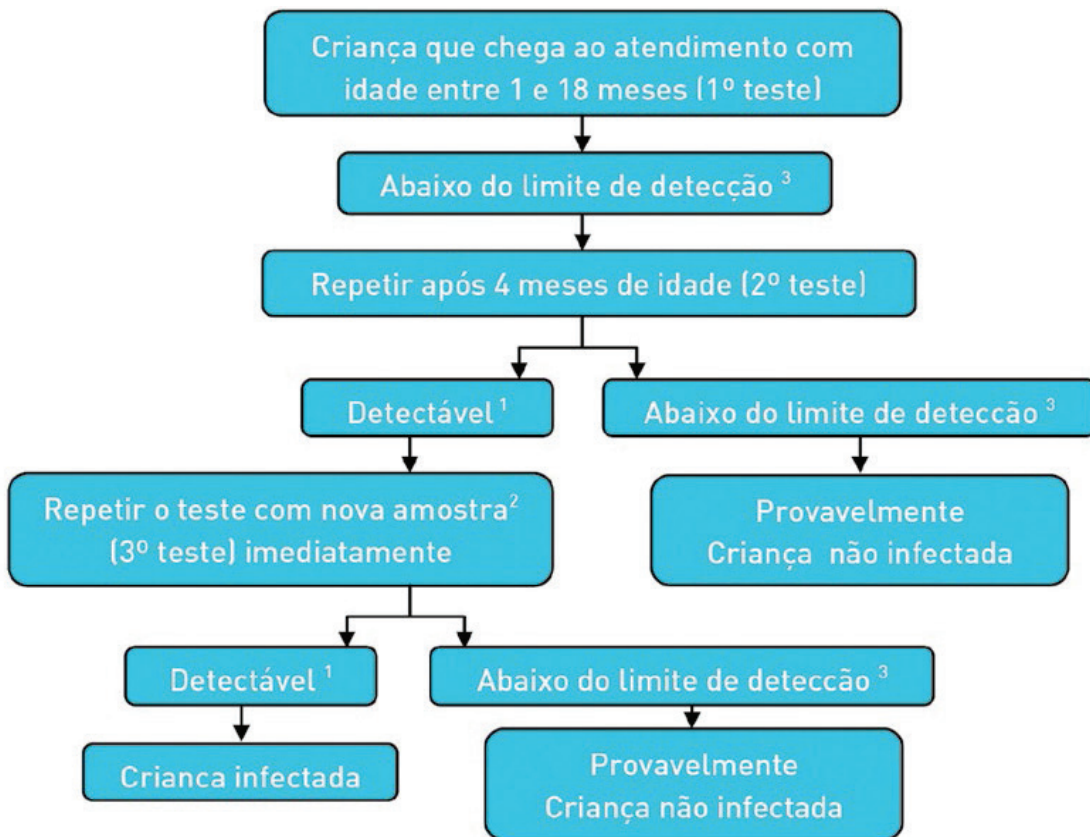 Criança que chega ao atendimento com
idade entre 1 e 18 meses (1º teste)
Abaixo do limite de detecção ³
Repetir após 4 meses de idade (2º teste)
Detectável ¹
Abaixo do limite de deteccão ³
Repetir o teste com nova amostra²
(3º teste) imediatamente
Provavelmente
Criança não infectada
Detectável ¹
Abaixo do limite de deteccão ³
Crianca infectada
Provavelmente
Criança não infectada